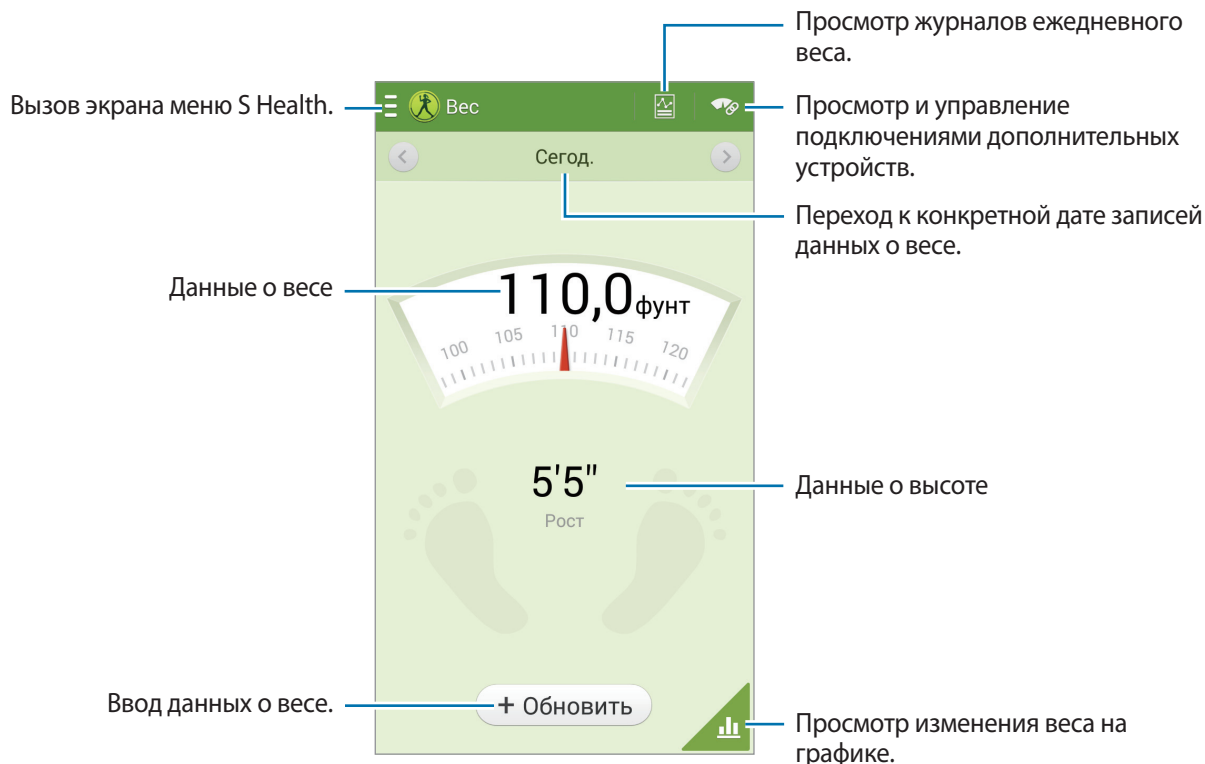 Просмотр журналов ежедневного
веса.
Вызов экрана меню S Health.
Вес
Просмотр и управление
подключениями дополнительных
устройств.
Сегод.
Переход к конкретной дате записей
данных о весе.
Данные о весе
110,0фунт
100 105 110 115 120
5'5"
Рост
Данные о высоте
Ввод данных о весе.
+ Обновить
Просмотр изменения веса на
графике.